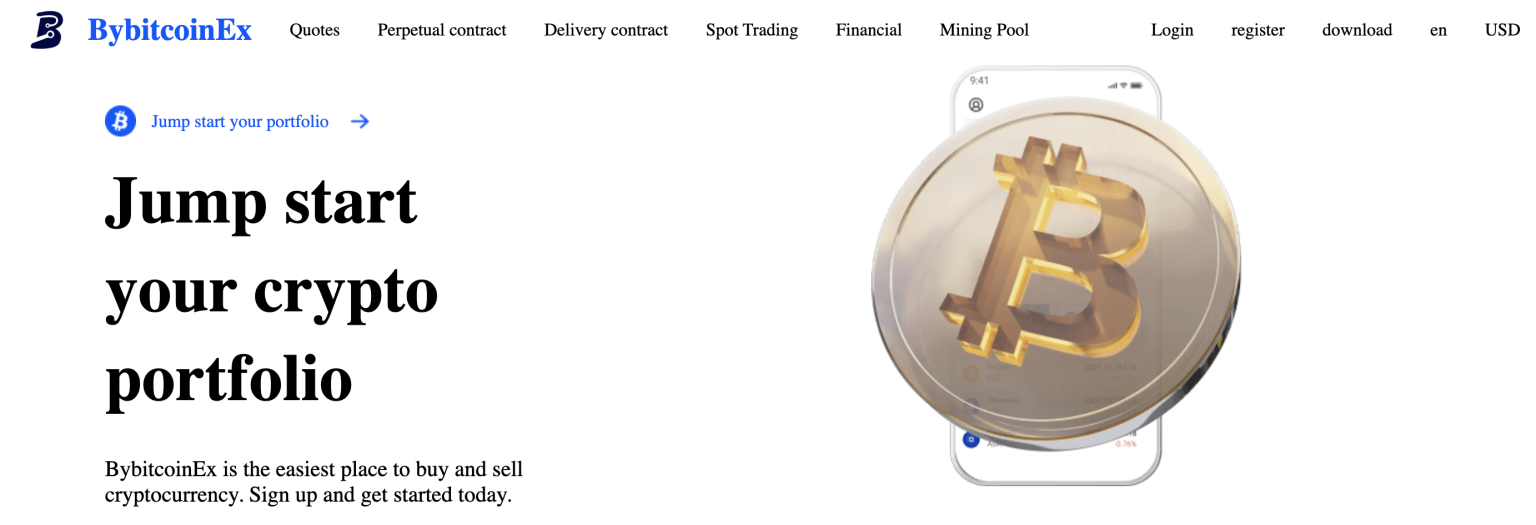 BybitcoinEx Quotes Perpetual contract Delivery contract Spot Trading Financial Mining Pool Login register download en USD
9:41
Jump start your portfolio
Jump start
your crypto
portfolio
-0.76%
BybitcoinEx is the easiest place to buy and sell
cryptocurrency. Sign up and get started today.